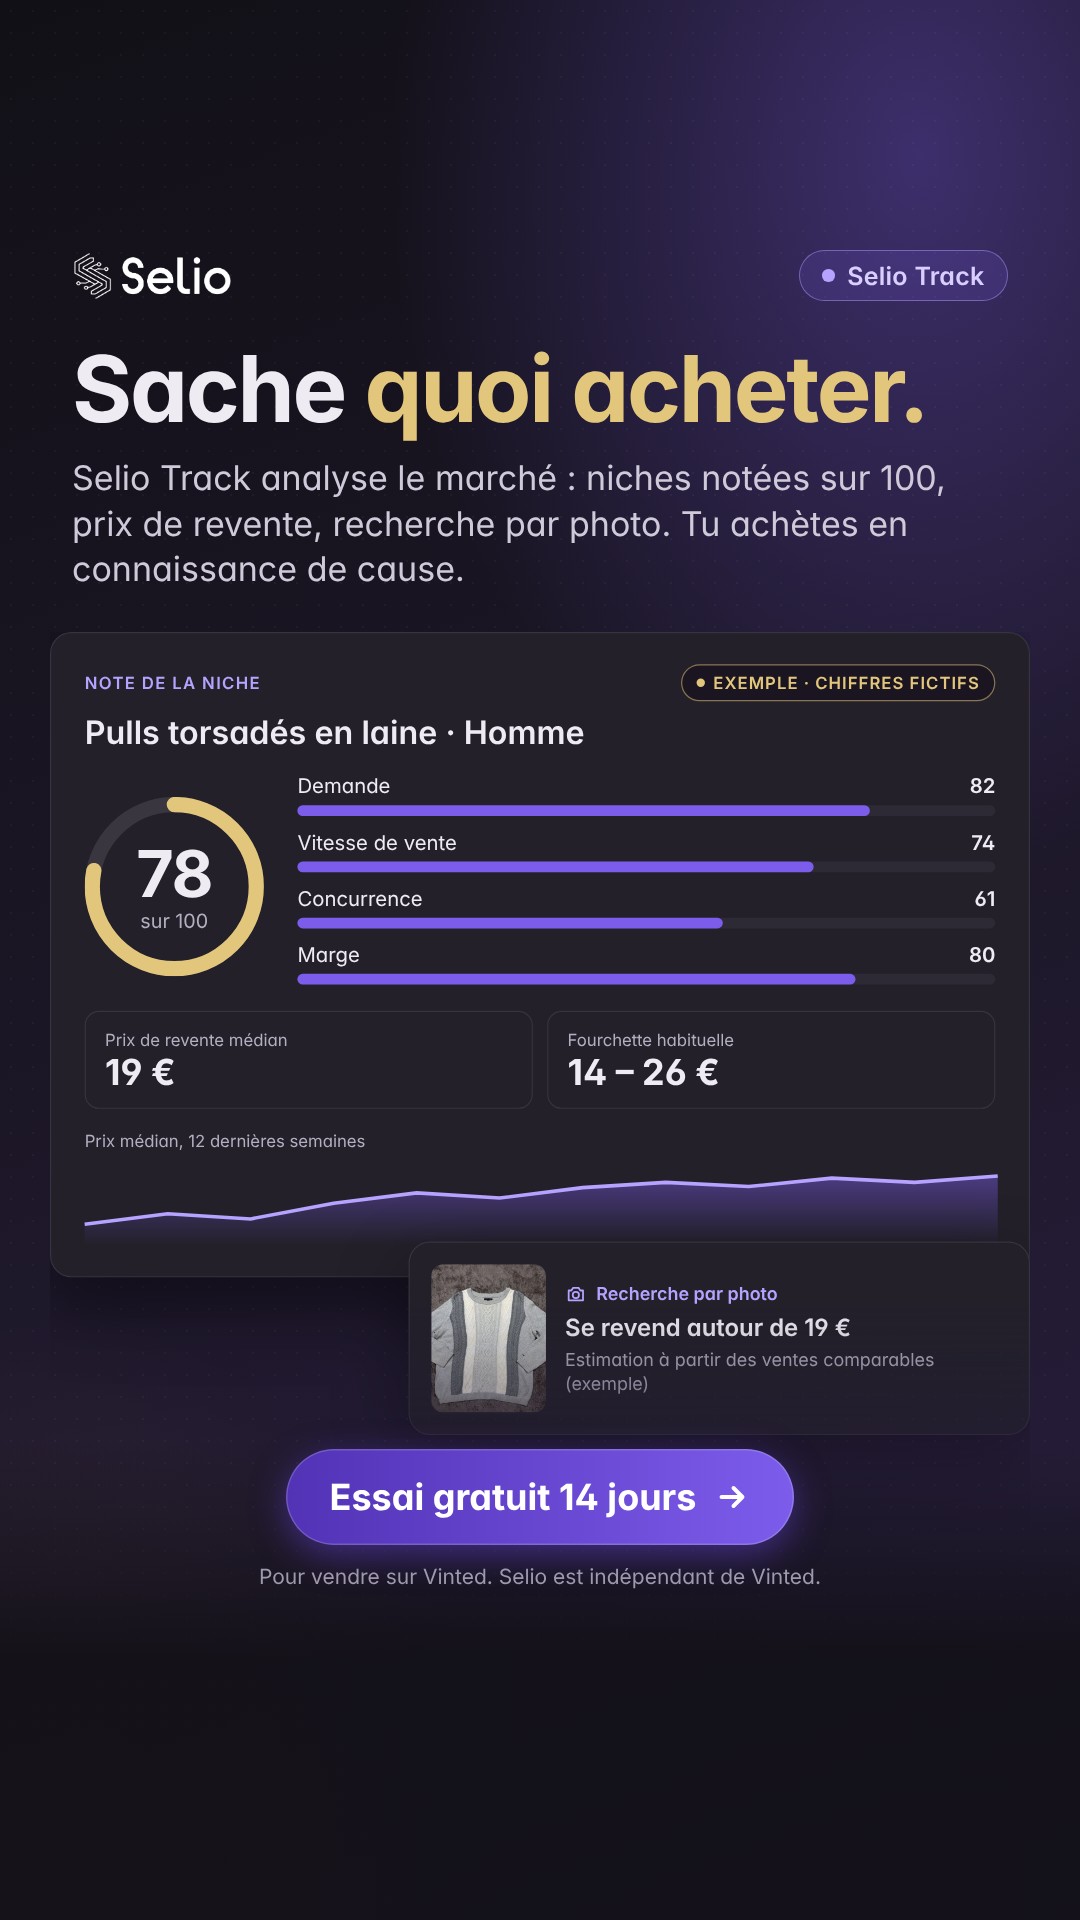 Selio
Selio Track
Sache quoi acheter.
Selio Track analyse le marché : niches notées sur 100,
prix de revente, recherche par photo. Tu achètes en
connaissance de cause.
NOTE DE LA NICHE
EXEMPLE · CHIFFRES FICTIFS
Pulls torsadés en laine · Homme
78
sur 100
Demande 82
Vitesse de vente 74
Concurrence 61
Marge 80
Prix de revente médian
19 €
Fourchette habituelle
14 – 26 €
Prix médian, 12 dernières semaines
Recherche par photo
Se revend autour de 19 €
Estimation à partir des ventes comparables
(exemple)
Essai gratuit 14 jours →
Pour vendre sur Vinted. Selio est indépendant de Vinted.